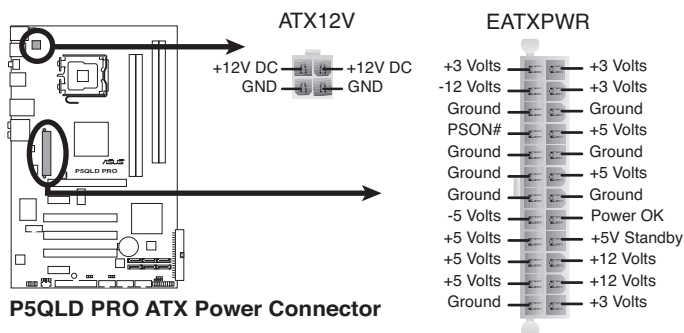 ATX12V
+12V DC +12V DC
GND GND
EATXPWR
+3 Volts +3 Volts
-12 Volts +3 Volts
Ground Ground
PSON# +5 Volts
Ground Ground
Ground +5 Volts
Ground Ground
-5 Volts Power OK
+5 Volts +5V Standby
+5 Volts +12 Volts
+5 Volts +12 Volts
Ground +3 Volts
ASUS
P5QLD PRO
P5QLD PRO ATX Power Connector